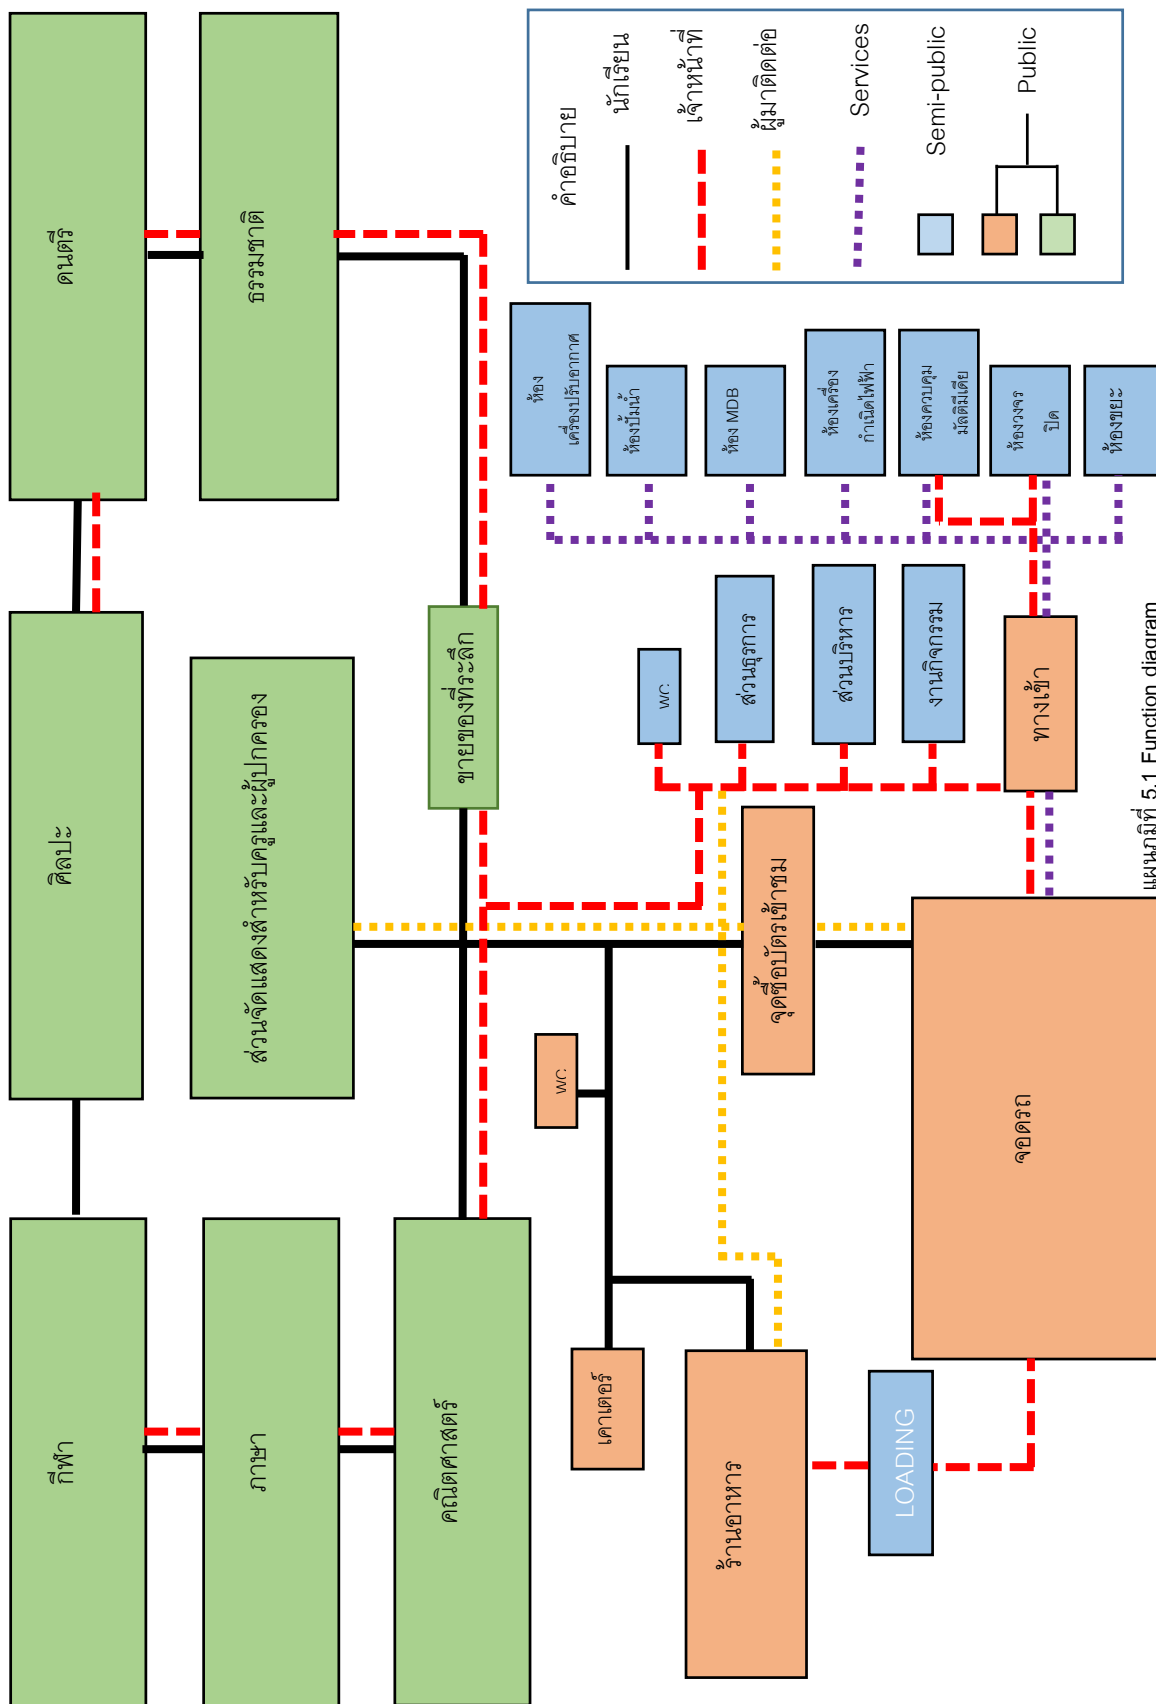 กีฬา
ศิลปะ
ดนตรี
ภาษา
ส่วนจัดแสดงสำหรับครูและผู้ปกครอง
ธรรมชาติ
คณิตศาสตร์
ขายของที่ระลึก
WC
เคาเตอร์
ร้านอาหาร
จุดซื้อบัตรเข้าชม
WC
ส่วนธุรการ
ส่วนบริหาร
งานกิจกรรม
ห้อง
เครื่องปรับอากาศ
ห้องปั้มน้ำ
ห้อง MDB
ห้องเครื่อง
กำเนิดไฟฟ้า
ห้องควบคุม
มัลติมีเดีย
ห้องวงจร
ปิด
ห้องขยะ
LOADING
จอดรถ
ทางเข้า
คำอธิบาย
นักเรียน
เจ้าหน้าที่
ผู้มาติดต่อ
Services
Semi-public
Public
แผนภูมิที่ 5.1 Function diagram